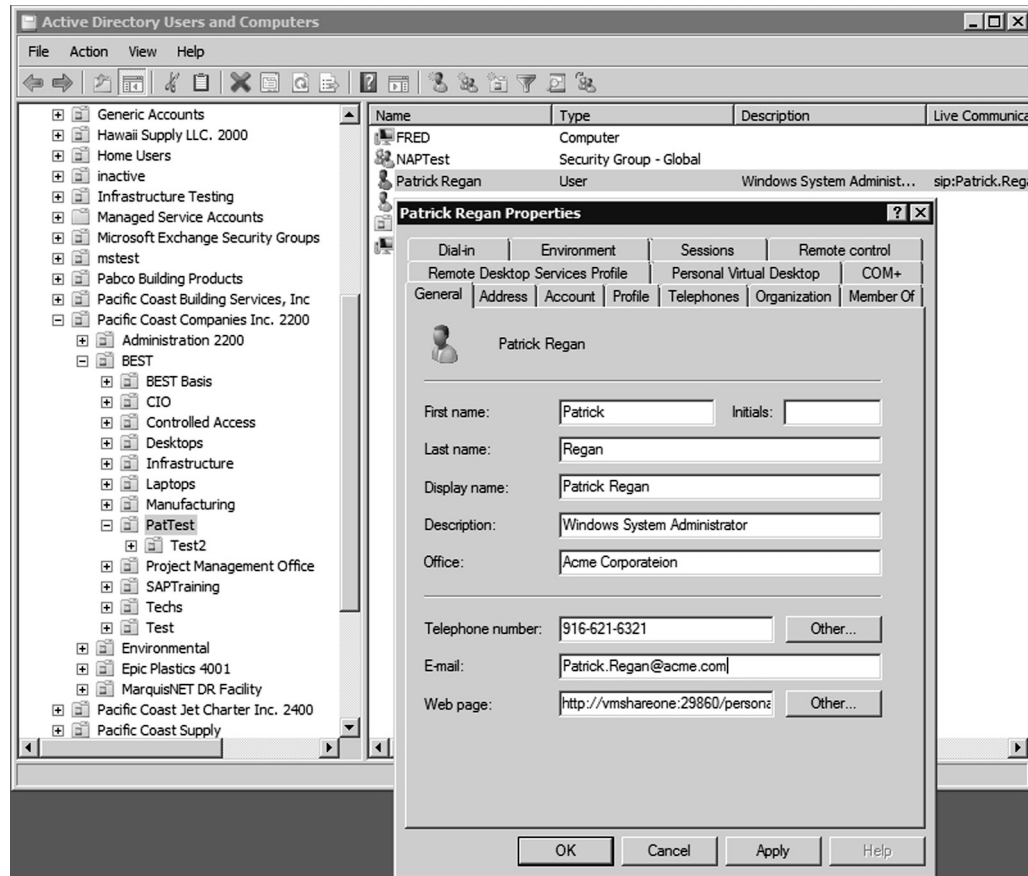 Active Directory Users and Computers
File Action View Help
Generic Accounts
Hawaii Supply LLC. 2000
Home Users
inactive
Infrastructure Testing
Managed Service Accounts
Microsoft Exchange Security Groups
mstest
Pabco Building Products
Pacific Coast Building Services, Inc
Pacific Coast Companies Inc. 2200
Administration 2200
BEST
BEST Basis
CIO
Controlled Access
Desktops
Infrastructure
Laptops
Manufacturing
PatTest
Test2
Project Management Office
SAPTraining
Techs
Test
Environmental
Epic Plastics 4001
MarquisNET DR Facility
Pacific Coast Jet Charter Inc. 2400
Pacific Coast Supply
Name Type Description Live Communica
FRED Computer
NAPTest Security Group - Global
Patrick Regan User Windows System Administ... sip:Patrick.Reg
Patrick Regan Properties
Dial-in Environment Sessions Remote control
Remote Desktop Services Profile Personal Virtual Desktop COM+
General Address Account Profile Telephones Organization Member Of
Patrick Regan
First name: Patrick Initials:
Last name: Regan
Display name: Patrick Regan
Description: Windows System Administrator
Office: Acme Corporateion
Telephone number: 916-621-6321 Other...
E-mail: Patrick.Regan@acme.com
Web page: http://vmshareone:29860/persona Other...
OK Cancel Apply Help